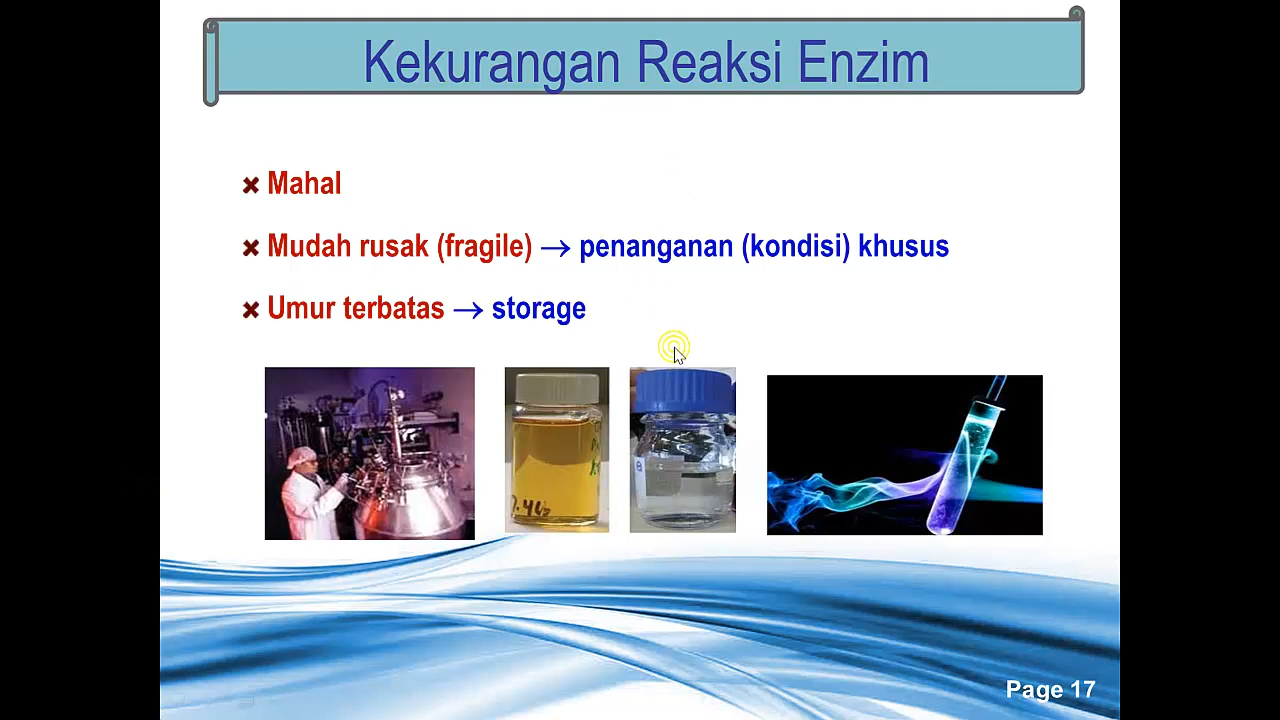 Kekurangan Reaksi Enzim
Mahal
Mudah rusak (fragile) → penanganan (kondisi) khusus
Umur terbatas → storage
Page 17